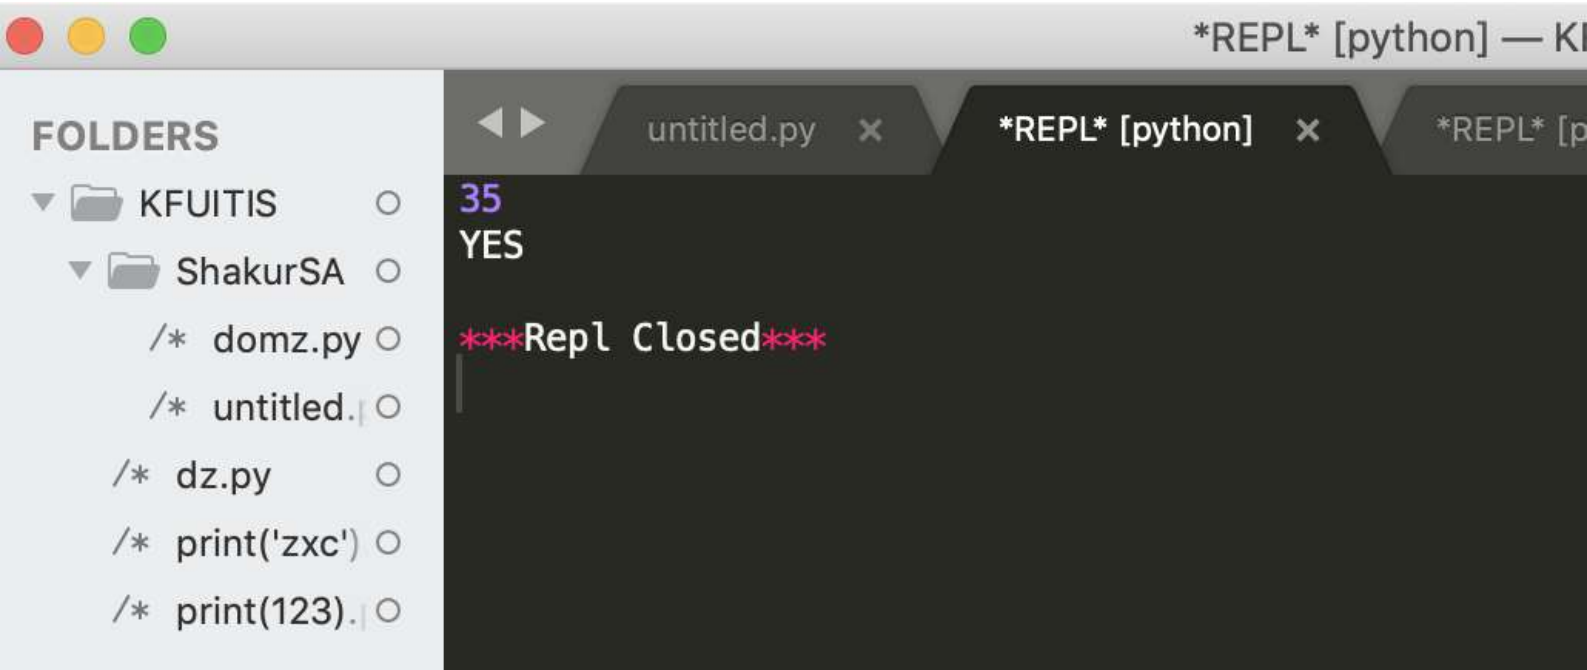 *REPL* [python] — KF
FOLDERS
KFUITIS
ShakurSA
/* domz.py
/* untitled.p
/* dz.py
/* print('zxc')
/* print(123).
untitled.py × *REPL* [python] × *REPL* [p
35
YES
***Repl Closed***